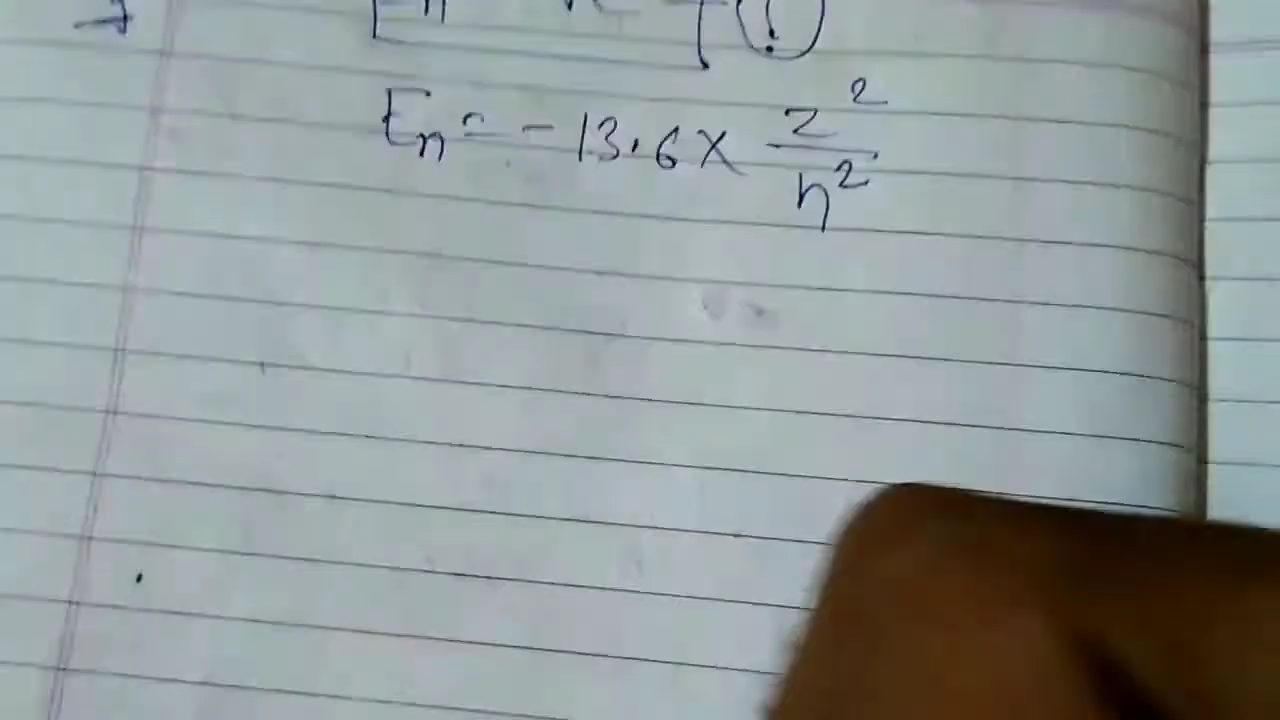 En = -13.6 x z²/n²